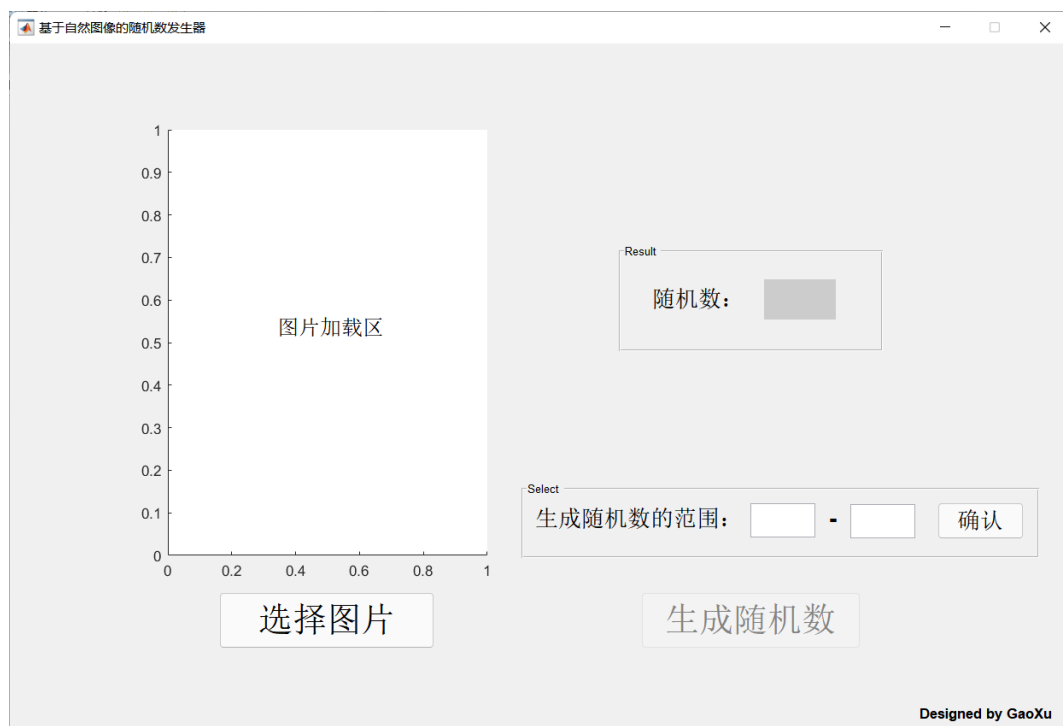 基于自然图像的随机数发生器
1
0.9
0.8
0.7
0.6
0.5
0.4
0.3
0.2
0.1
0
图片加载区
0 0.2 0.4 0.6 0.8 1
选择图片
Result
随机数：
Select
生成随机数的范围： - 确认
生成随机数
Designed by GaoXu